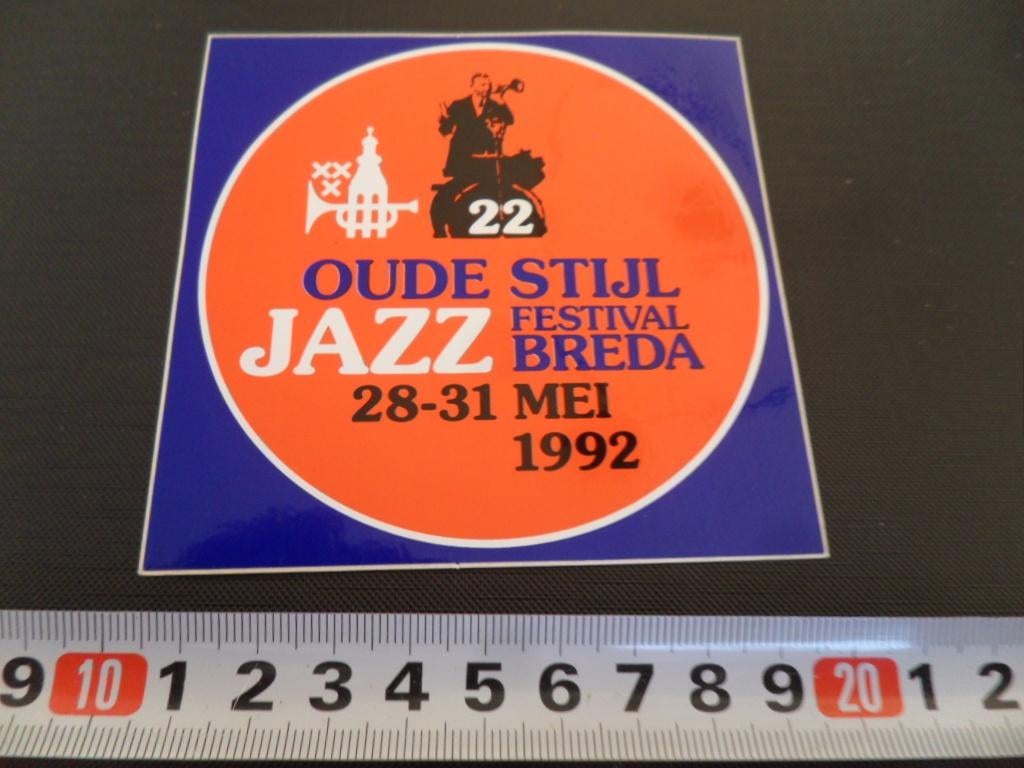 22
OUDE STIJL
JAZZ FESTIVAL
BREDA
28-31 MEI
1992
9 10 1 2 3 4 5 6 7 8 9 20 1 2